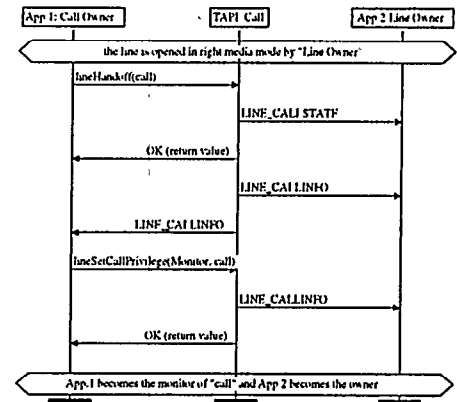 App 1: Call Owner
TAPI Call
App 2 Line Owner
the line is opened in right media mode by "Line Owner"
lineHandoff(call)
LINE_CALLSTATE
OK (return value)
LINE_CALLINFO
LINE_CALLINFO
lineSetCallPrivilege(Monitor, call)
LINE_CALLINFO
OK (return value)
App.1 becomes the monitor of "call" and App 2 becomes the owner